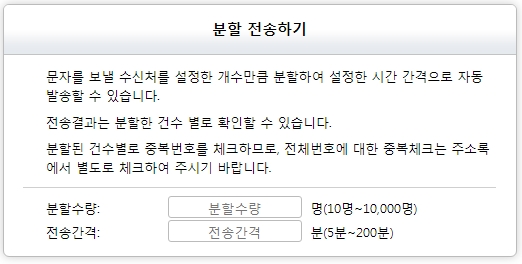 분할 전송하기
문자를 보낼 수신처를 설정한 개수만큼 분할하여 설정한 시간 간격으로 자동
발송할 수 있습니다.
전송결과는 분할한 건수 별로 확인할 수 있습니다.
분할된 건수별로 중복번호를 체크하므로, 전체번호에 대한 중복체크는 주소록
에서 별도로 체크하여 주시기 바랍니다.
분할수량: 분할수량 명(10명~10,000명)
전송간격: 전송간격 분(5분~200분)